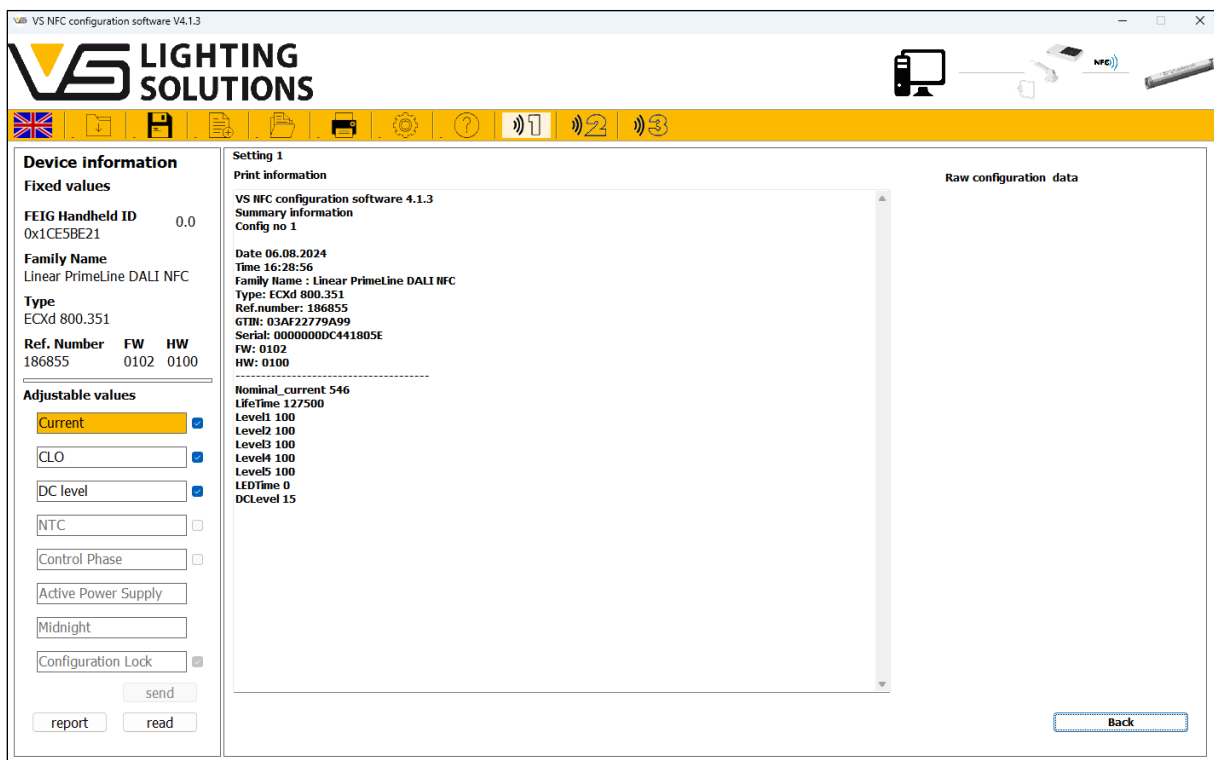 VS NFC configuration software V4.1.3
VS LIGHTING
SOLUTIONS
NFC
1 2 3
Device information
Fixed values
FEIG Handheld ID 0.0
0x1CE5BE21
Family Name
Linear PrimeLine DALI NFC
Type
ECXd 800.351
Ref. Number FW HW
186855 0102 0100
Adjustable values
Current
CLO
DC level
NTC
Control Phase
Active Power Supply
Midnight
Configuration Lock
send
report read
Setting 1
Print information
VS NFC configuration software 4.1.3
Summary information
Config no 1
Date 06.08.2024
Time 16:28:56
Family Name : Linear PrimeLine DALI NFC
Type: ECXd 800.351
Ref.number: 186855
GTIN: 03AF22779A99
Serial: 0000000DC441805E
FW: 0102
HW: 0100
-------------------------------------
Nominal_current 546
LifeTime 127500
Level1 100
Level2 100
Level3 100
Level4 100
Level5 100
LEDTime 0
DCLevel 15
Raw configuration data
Back